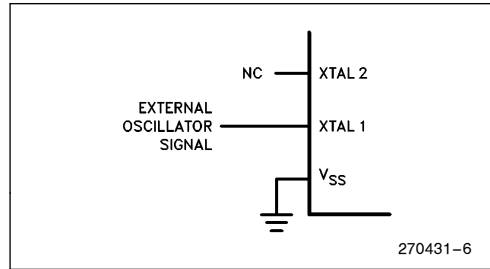 NC
XTAL 2
EXTERNAL
OSCILLATOR
SIGNAL
XTAL 1
VSS
270431–6